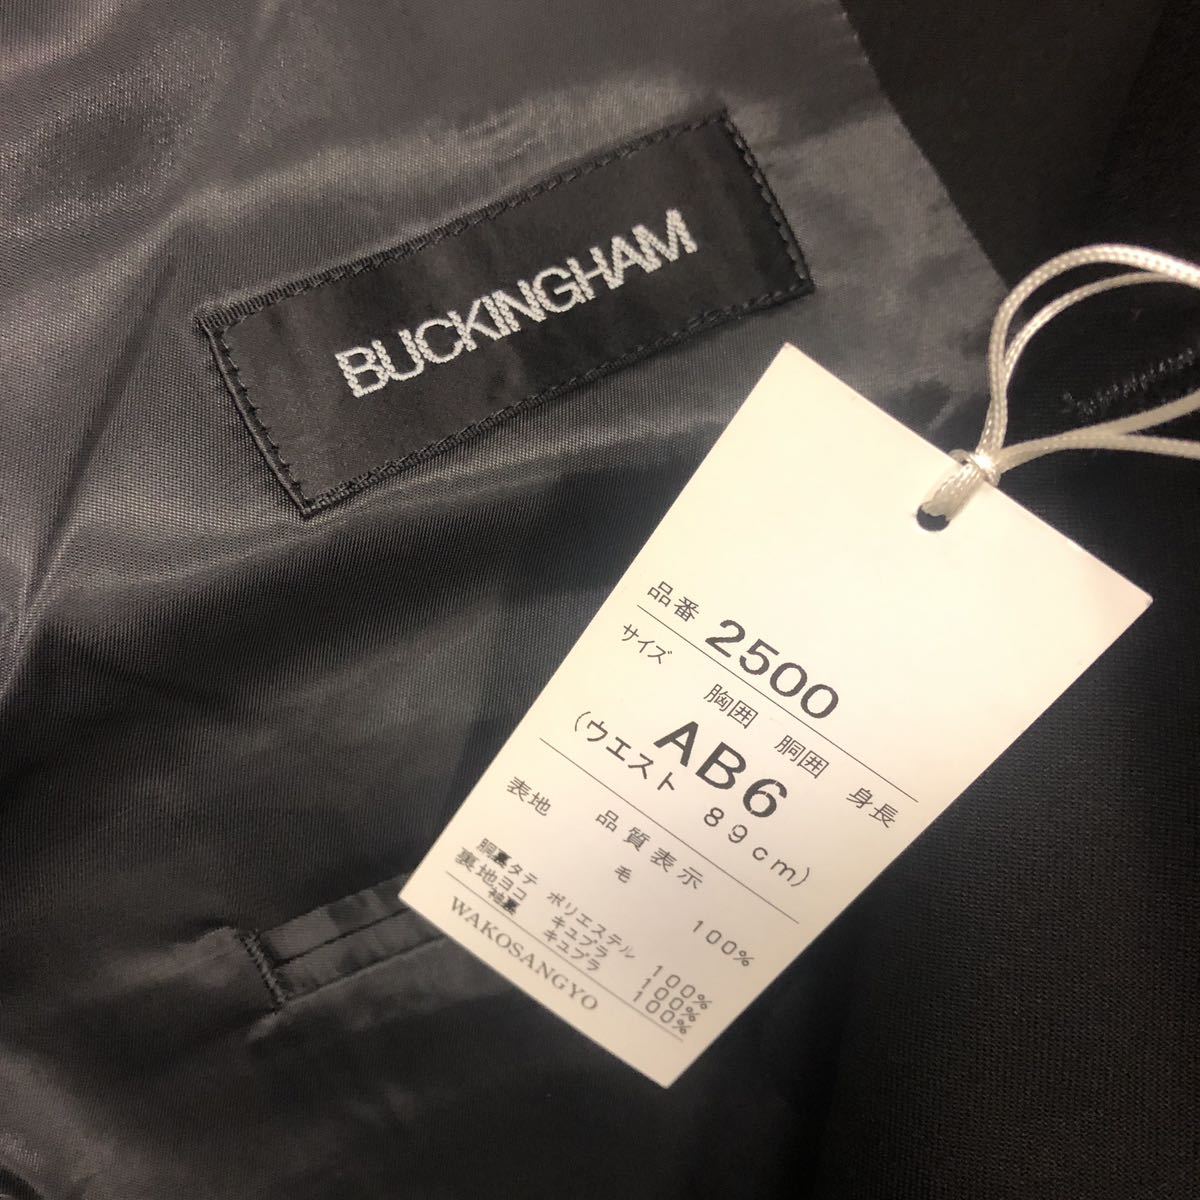 BUCKINGHAM
品番 2500
サイズ 胸囲 胴囲 身長
AB6
(ウエスト 89cm)
品質表示
表地 毛 100%
胴裏タテ ポリエステル 100%
裏地ヨコ キュプラ 100%
袖裏 キュプラ 100%
WAKOSANGYO